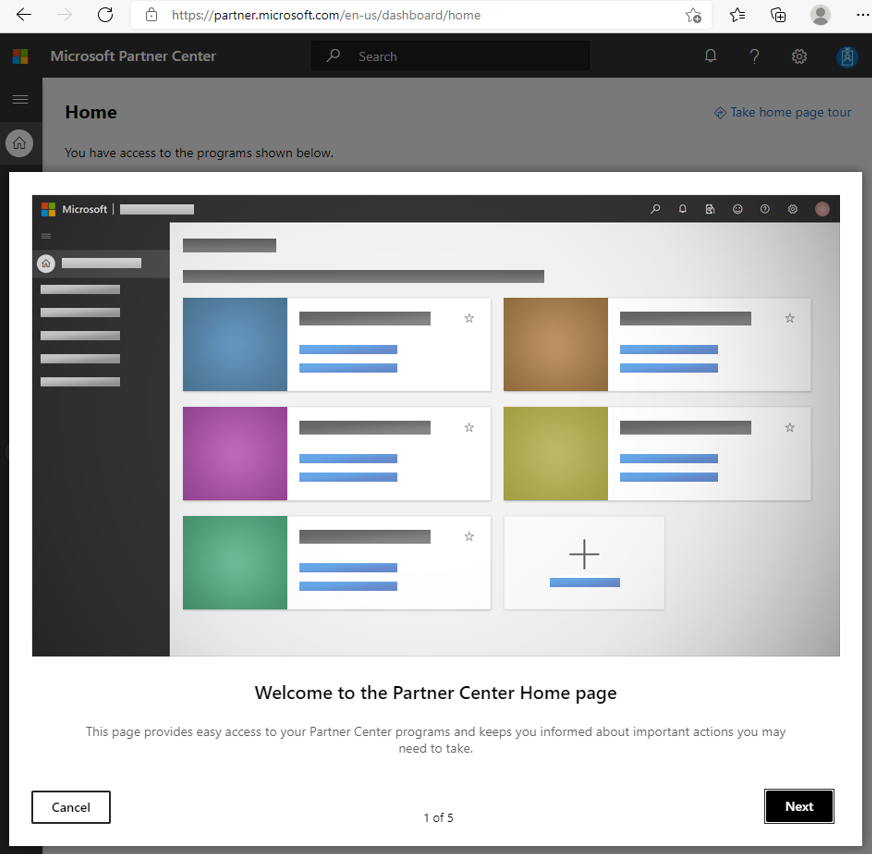 https://partner.microsoft.com/en-us/dashboard/home
Microsoft Partner Center
Search
Home
Take home page tour
You have access to the programs shown below.
Microsoft
Welcome to the Partner Center Home page
This page provides easy access to your Partner Center programs and keeps you informed about important actions you may
need to take.
Cancel
1 of 5
Next